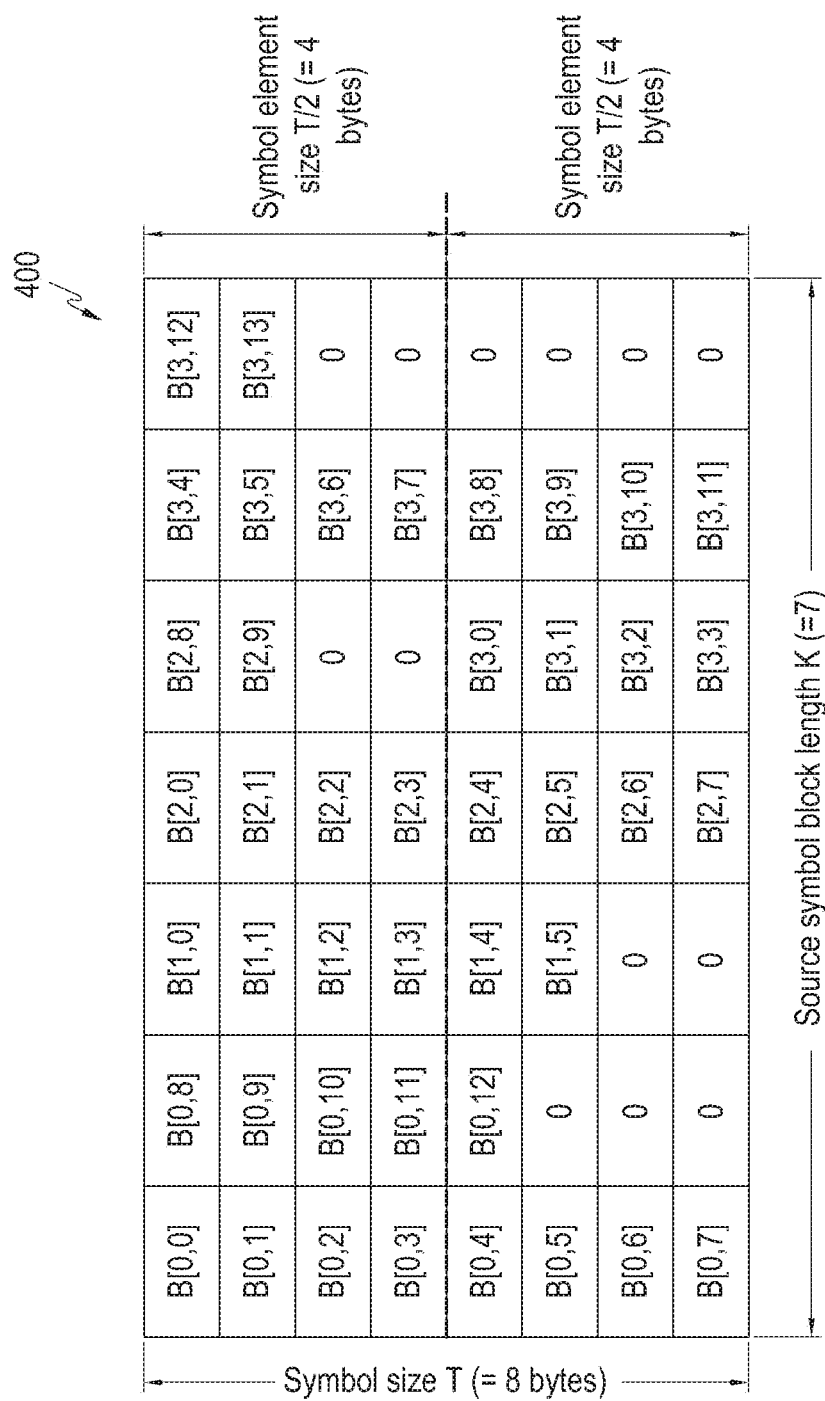 400
Symbol size T (= 8 bytes)
B[0,0] B[0,8] B[1,0] B[2,0] B[2,8] B[3,4] B[3,12]
B[0,1] B[0,9] B[1,1] B[2,1] B[2,9] B[3,5] B[3,13]
B[0,2] B[0,10] B[1,2] B[2,2] 0 B[3,6] 0
B[0,3] B[0,11] B[1,3] B[2,3] 0 B[3,7] 0
B[0,4] B[0,12] B[1,4] B[2,4] B[3,0] B[3,8] 0
B[0,5] 0 B[1,5] B[2,5] B[3,1] B[3,9] 0
B[0,6] 0 0 B[2,6] B[3,2] B[3,10] 0
B[0,7] 0 0 B[2,7] B[3,3] B[3,11] 0
Symbol element
size T/2 (= 4
bytes)
Symbol element
size T/2 (= 4
bytes)
Source symbol block length K (=7)